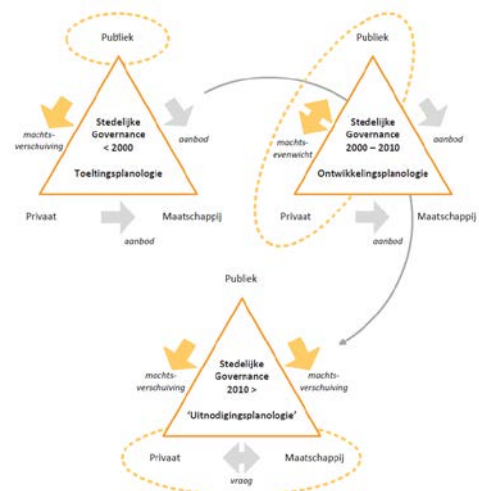 Publiek
Stedelijke
Governance
< 2000
Toeltingsplanologie
machts-
verschuiving
aanbod
Privaat
Maatschappij
aanbod
Publiek
Stedelijke
Governance
2000 – 2010
Ontwikkelingsplanologie
machts-
evenwicht
aanbod
Privaat
Maatschappij
aanbod
Publiek
Stedelijke
Governance
2010 >
'Uitnodigingsplanologie'
machts-
verschuiving
machts-
verschuiving
Privaat
Maatschappij
vraag